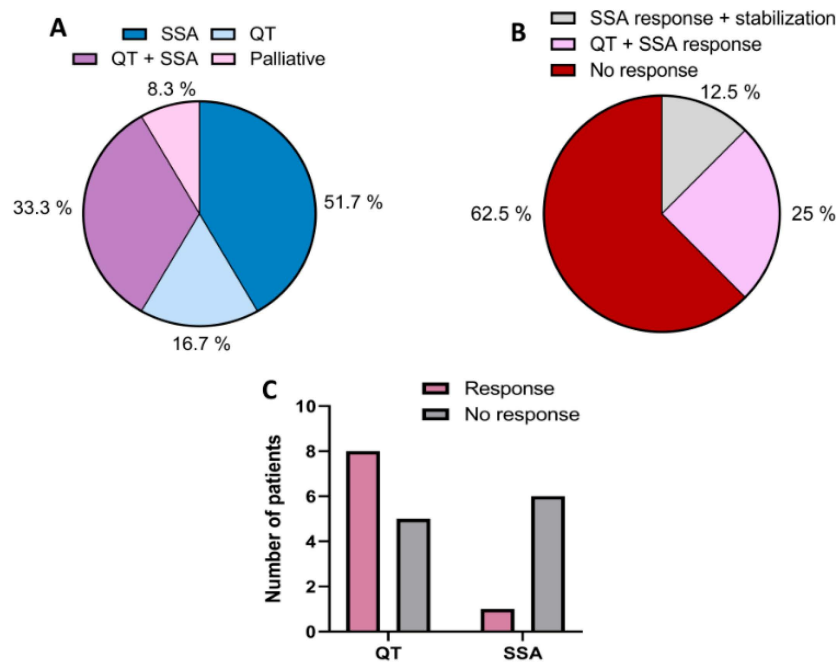 A
SSA QT
QT + SSA Palliative
8.3 %
33.3 %
51.7 %
16.7 %
B
SSA response + stabilization
QT + SSA response
No response
12.5 %
62.5 %
25 %
C
Response
No response
Number of patients
10
8
6
4
2
0
QT SSA